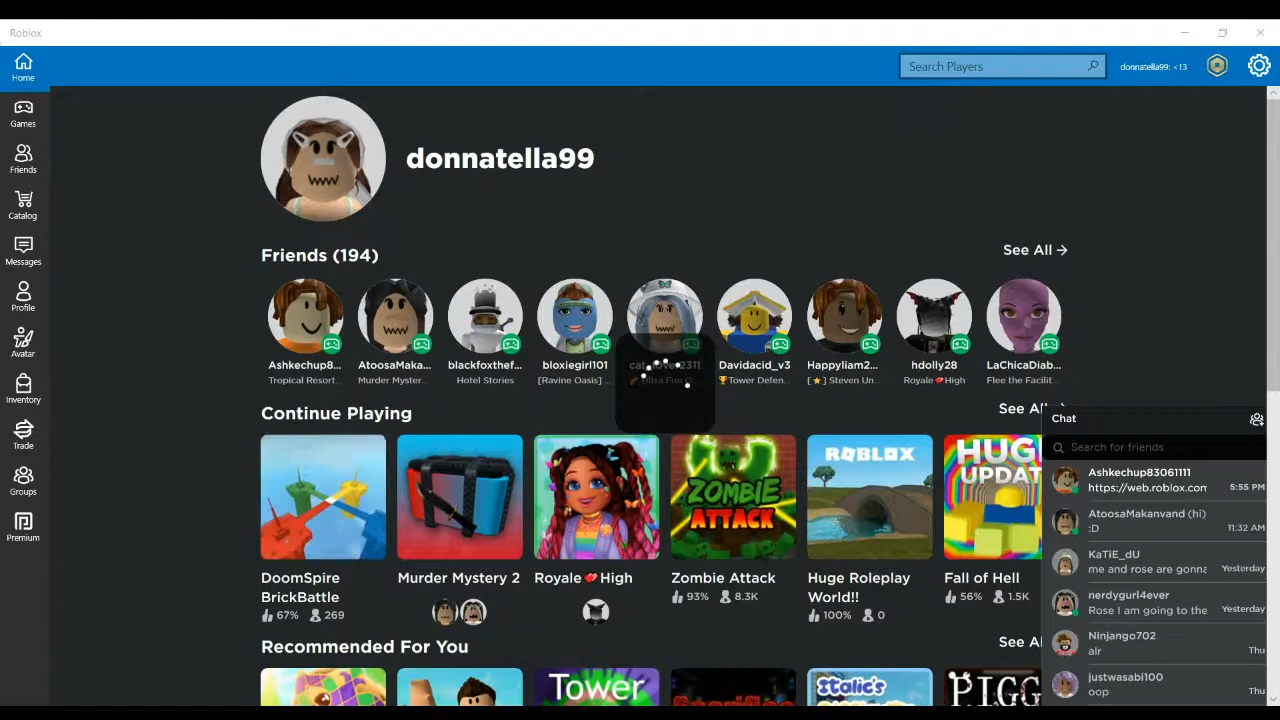 Roblox
Home
Search Players
donnatella99: <13
Games
Friends
Catalog
Messages
Profile
Avatar
Inventory
Trade
Groups
Premium
donnatella99
Friends (194)
See All →
Ashkechup8...
AtoosaMaka...
blackfoxthef...
bloxiegirl101
Davidacid_v3
Happyliam2...
hdolly28
LaChicaDiab...
Tropical Resort...
Murder Myster...
Hotel Stories
[Ravine Oasis] ...
🏆Tower Defen...
[⭐] Steven Un...
Royale💔High
Flee the Facilit...
Continue Playing
See All
ZOMBIE
ATTACK
ROBLOX
HUG
UPDAT
DoomSpire
BrickBattle
67% 269
Murder Mystery 2
Royale💔High
Zombie Attack
93% 8.3K
Huge Roleplay
World!!
100% 0
Fall of Hell
56% 1.5K
Recommended For You
See Al
Tower
Italic's
PIGG
Chat
Search for friends
Ashkechup83061111
https://web.roblox.com
5:55 PM
AtoosaMakanvand (hi)
:D
11:32 AM
KaTiE_dU
me and rose are gonna
Yesterday
nerdygurl4ever
Rose I am going to the
Yesterday
Ninjango702
alr
Thu
justwasabi100
oop
Thu